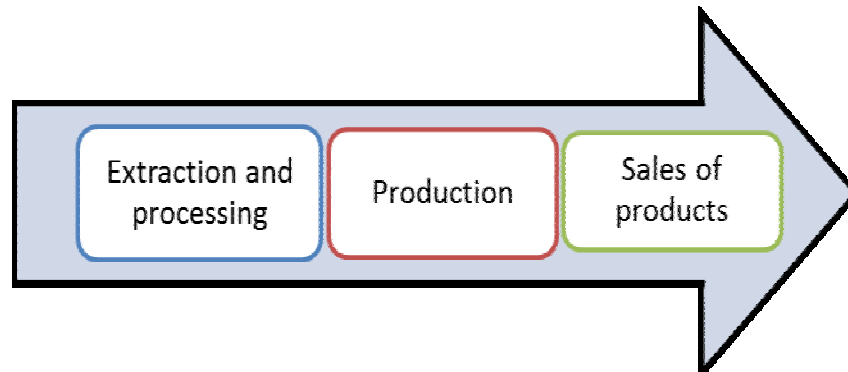 Extraction and
processing
Production
Sales of
products